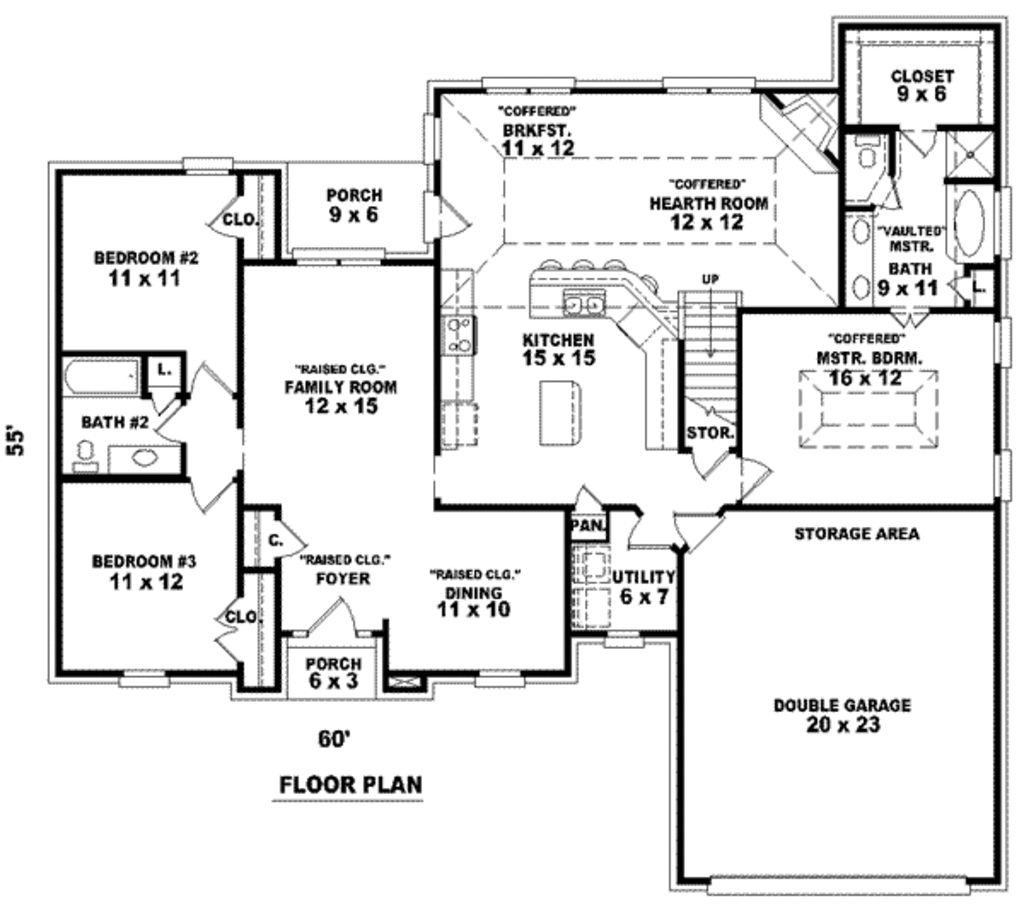 CLOSET
9 x 6
"COFFERED"
BRKFST.
11 x 12
"COFFERED"
HEARTH ROOM
12 x 12
PORCH
9 x 6
CLO.
BEDROOM #2
11 x 11
"VAULTED"
MSTR.
BATH
9 x 11
L.
UP
KITCHEN
15 x 15
"COFFERED"
MSTR. BDRM.
16 x 12
"RAISED CLG."
FAMILY ROOM
12 x 15
L.
BATH #2
STOR.
55'
PAN.
STORAGE AREA
C.
"RAISED CLG."
FOYER
BEDROOM #3
11 x 12
"RAISED CLG."
DINING
11 x 10
UTILITY
6 x 7
CLO.
PORCH
6 x 3
DOUBLE GARAGE
20 x 23
60'
FLOOR PLAN